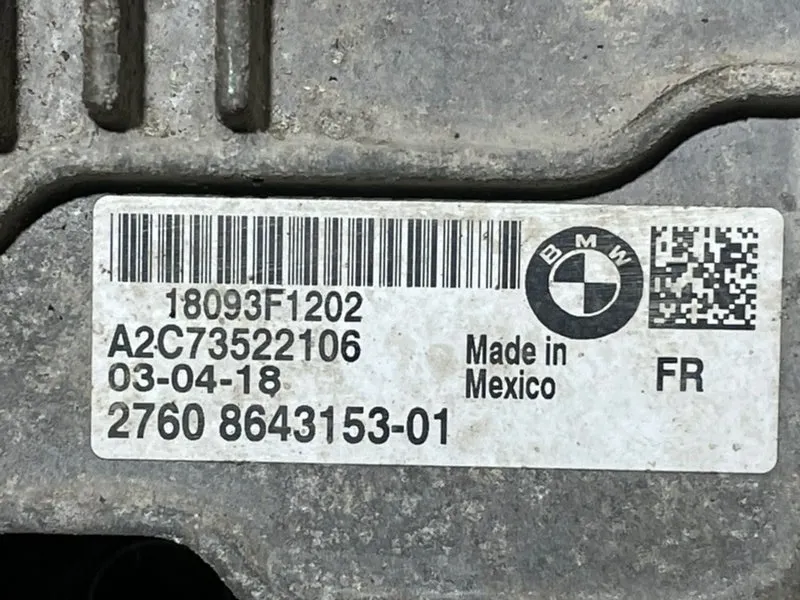 18093F1202
A2C73522106
03-04-18
2760 8643153-01
BMW
Made in
Mexico
FR